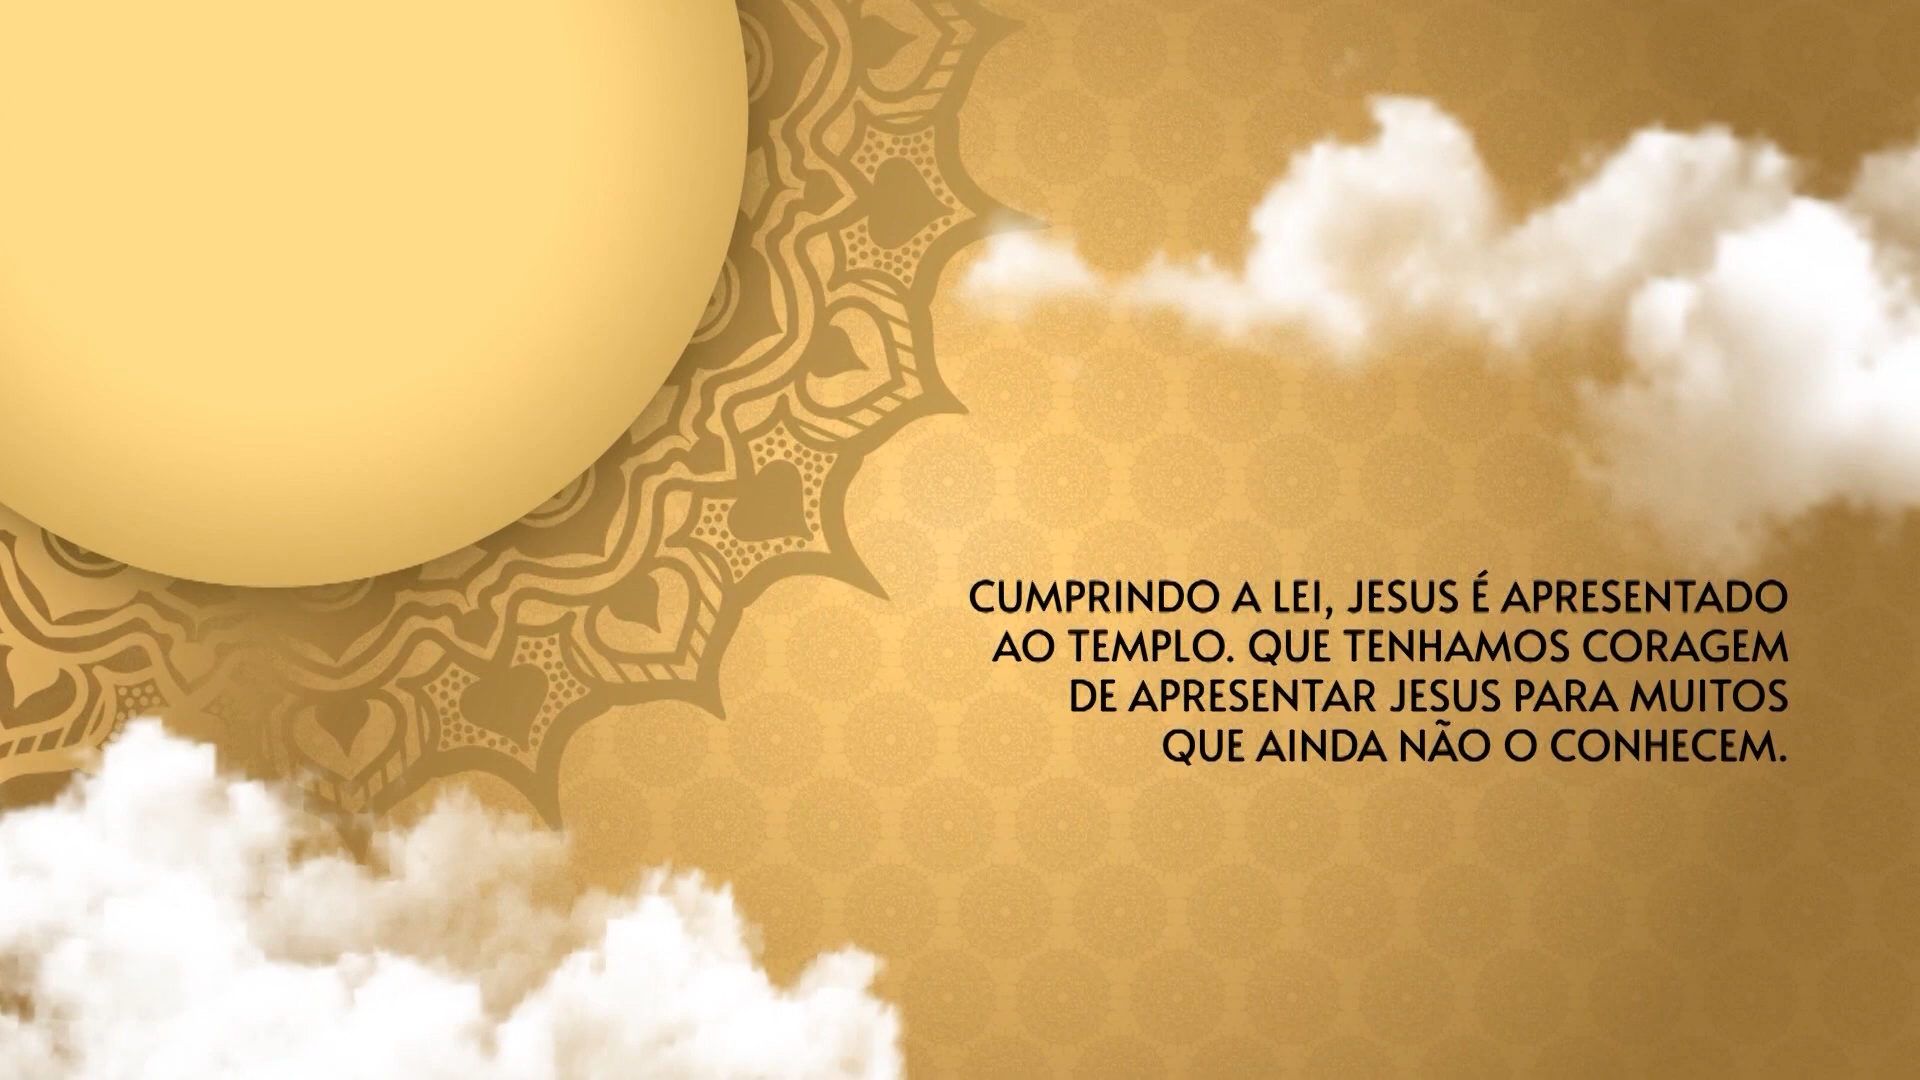 CUMPRINDO A LEI, JESUS É APRESENTADO
AO TEMPLO. QUE TENHAMOS CORAGEM
DE APRESENTAR JESUS PARA MUITOS
QUE AINDA NÃO O CONHECEM.